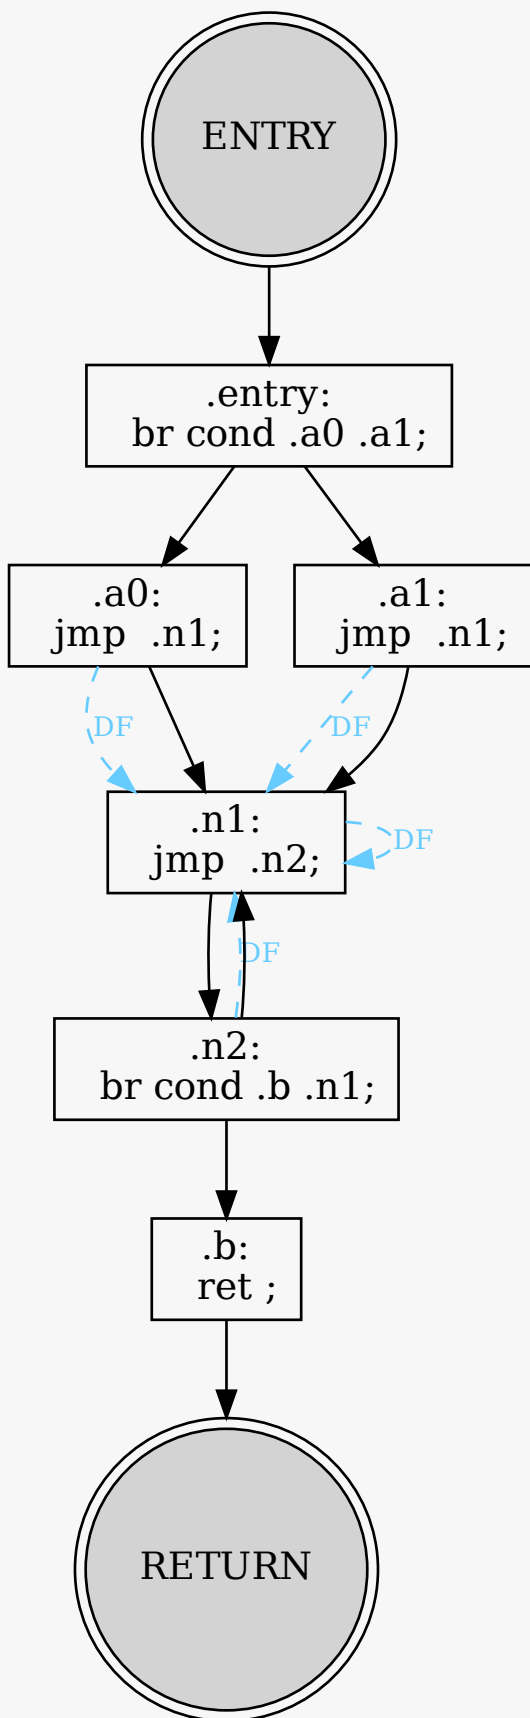 ENTRY
.entry:
br cond .a0 .a1;
.a0:
jmp  .n1;
.a1:
jmp  .n1;
DF
DF
.n1:
jmp  .n2;
DF
DF
.n2:
br cond .b .n1;
.b:
ret ;
RETURN